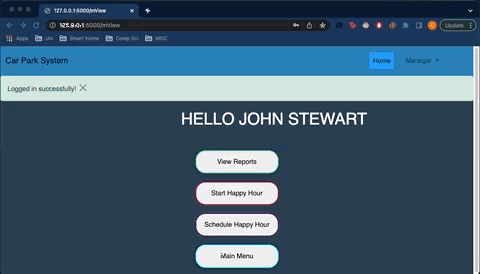 127.0.0.1:5000/mView
127.0.0.1:5000/mView
Update
Apps Uni Smart Home Comp Sci MGC
Car Park System
Home
Manager
Logged in successfully!
HELLO JOHN STEWART
View Reports
Start Happy Hour
Schedule Happy Hour
Main Menu